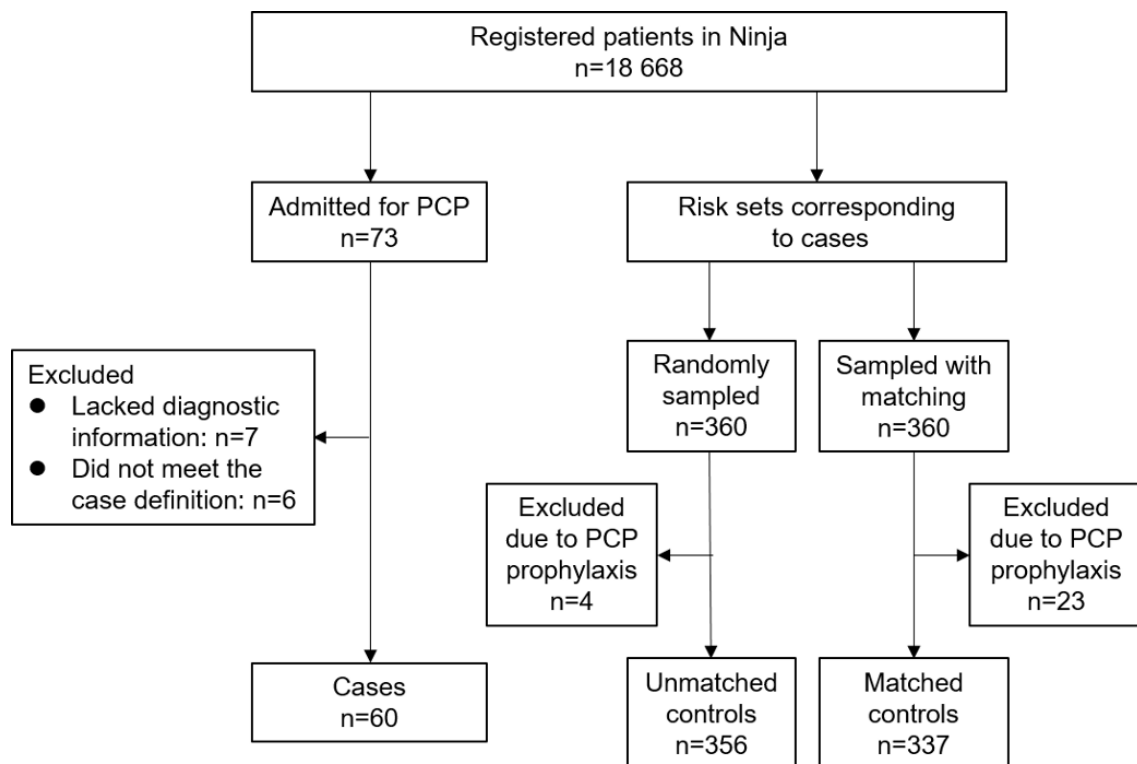 Registered patients in Ninja
n=18 668
Admitted for PCP
n=73
Risk sets corresponding
to cases
Excluded
● Lacked diagnostic
information: n=7
● Did not meet the
case definition: n=6
Randomly
sampled
n=360
Sampled with
matching
n=360
Excluded
due to PCP
prophylaxis
n=4
Excluded
due to PCP
prophylaxis
n=23
Cases
n=60
Unmatched
controls
n=356
Matched
controls
n=337